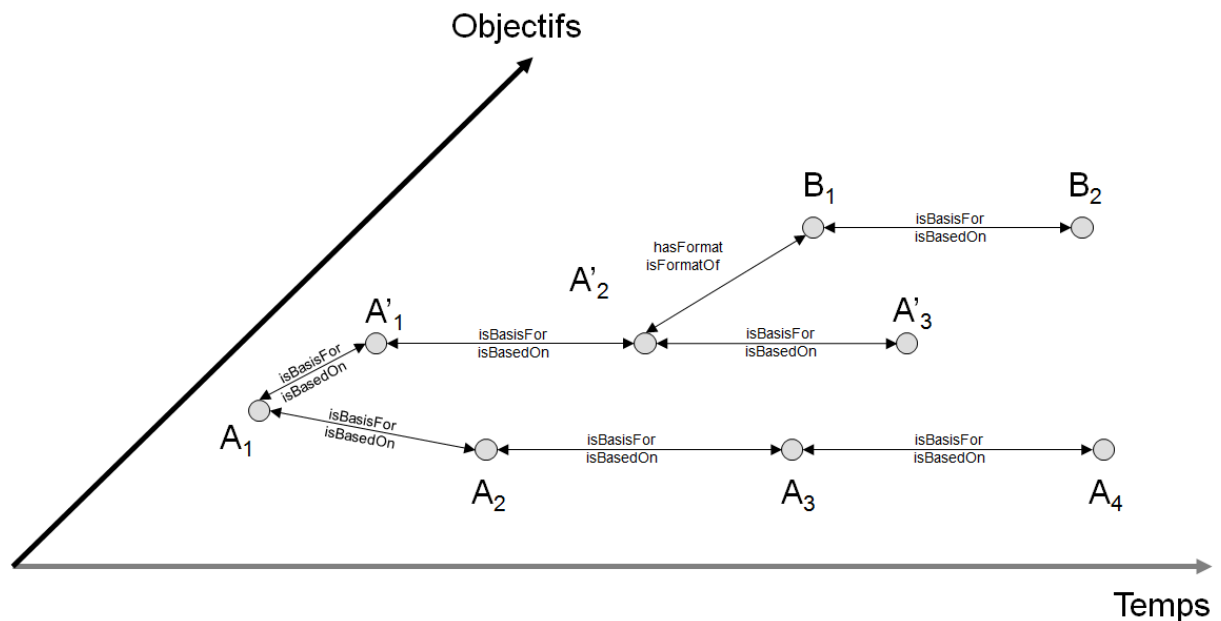 Objectifs
B₁
B₂
isBasisFor
isBasedOn
hasFormat
isFormatOf
A’₂
A’₁
A’₃
isBasisFor
isBasedOn
isBasisFor
isBasedOn
isBasisFor
isBasedOn
A₁
isBasisFor
isBasedOn
isBasisFor
isBasedOn
isBasisFor
isBasedOn
A₂
A₃
A₄
Temps